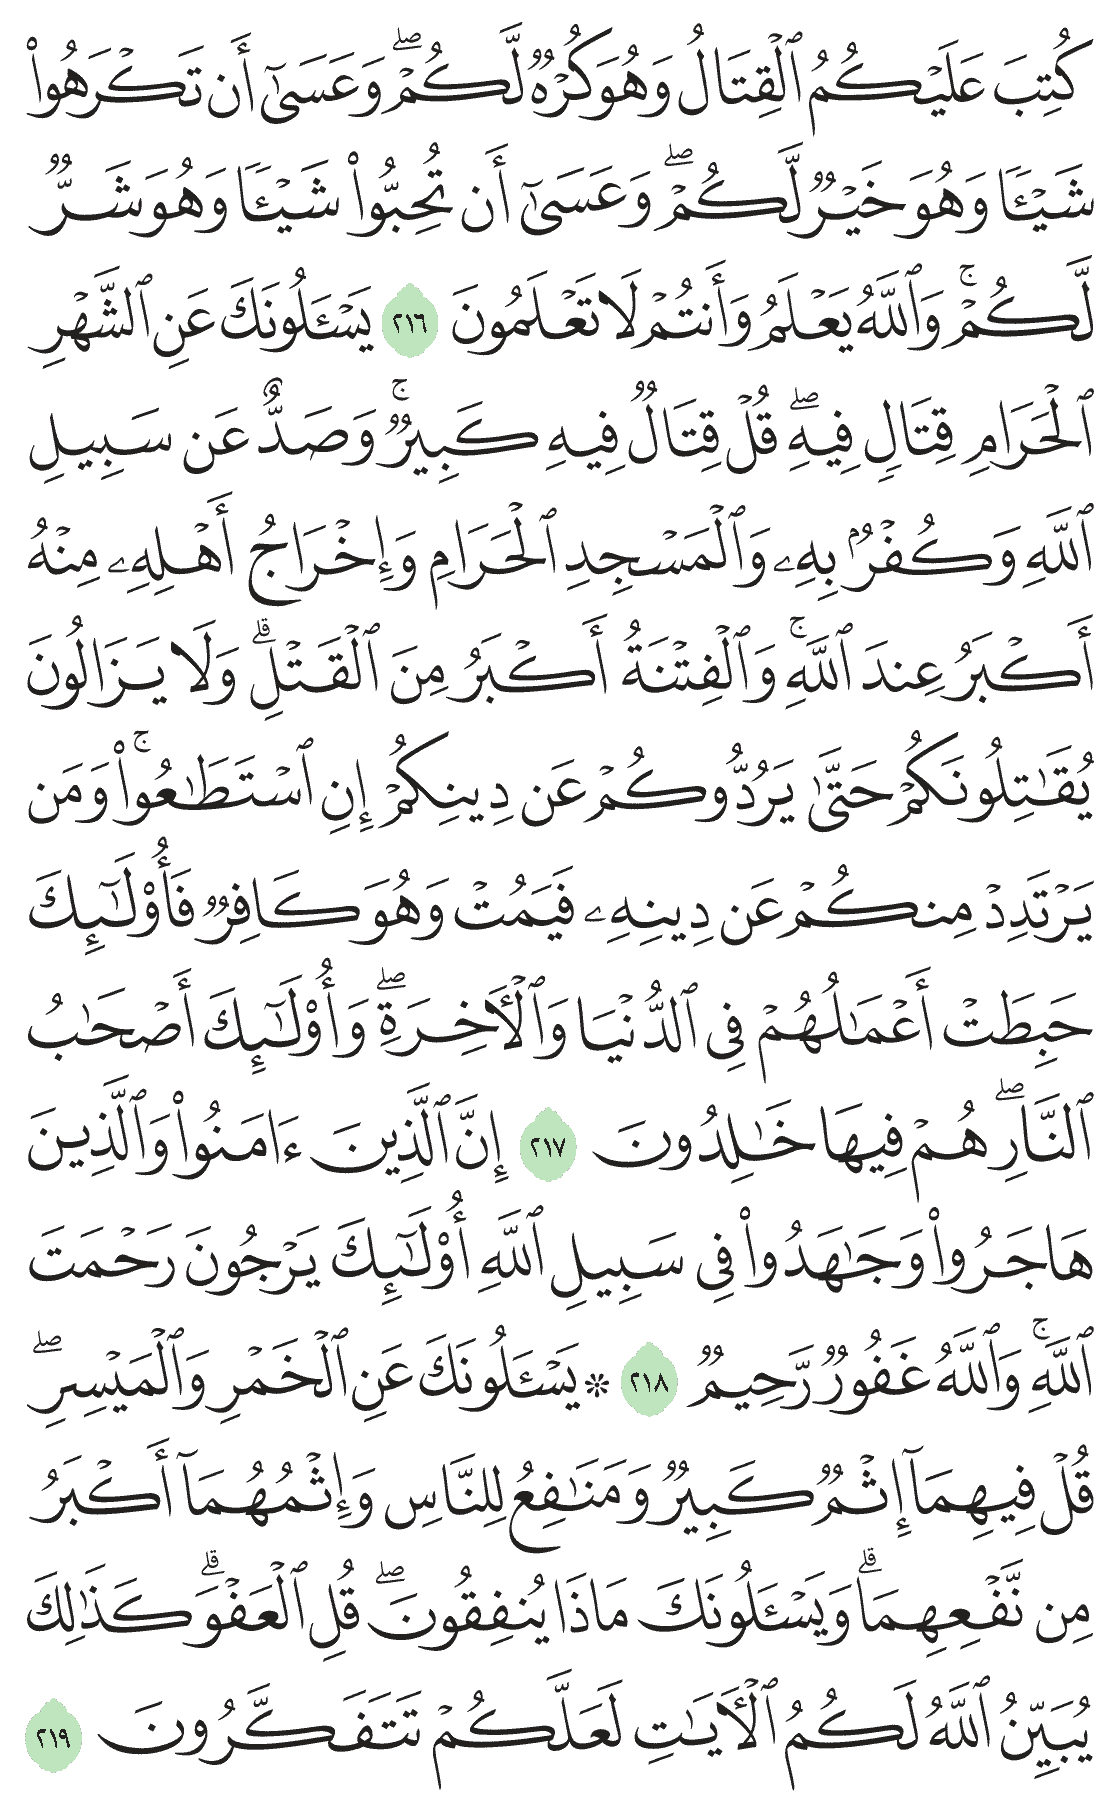 كُتِبَ عَلَيۡكُمُ ٱلۡقِتَالُ وَهُوَ كُرۡهٞ لَّكُمۡۖ وَعَسَىٰٓ أَن تَكۡرَهُواْ
شَيۡـٔٗا وَهُوَ خَيۡرٞ لَّكُمۡۖ وَعَسَىٰٓ أَن تُحِبُّواْ شَيۡـٔٗا وَهُوَ شَرّٞ
لَّكُمۡۚ وَٱللَّهُ يَعۡلَمُ وَأَنتُمۡ لَا تَعۡلَمُونَ ٢١٦ يَسۡـَٔلُونَكَ عَنِ ٱلشَّهۡرِ
ٱلۡحَرَامِ قِتَالٖ فِيهِۖ قُلۡ قِتَالٞ فِيهِ كَبِيرٞۚ وَصَدٌّ عَن سَبِيلِ
ٱللَّهِ وَكُفۡرُۢ بِهِۦ وَٱلۡمَسۡجِدِ ٱلۡحَرَامِ وَإِخۡرَاجُ أَهۡلِهِۦ مِنۡهُ
أَكۡبَرُ عِندَ ٱللَّهِۚ وَٱلۡفِتۡنَةُ أَكۡبَرُ مِنَ ٱلۡقَتۡلِۗ وَلَا يَزَالُونَ
يُقَٰتِلُونَكُمۡ حَتَّىٰ يَرُدُّوكُمۡ عَن دِينِكُمۡ إِنِ ٱسۡتَطَٰعُواْۚ وَمَن
يَرۡتَدِدۡ مِنكُمۡ عَن دِينِهِۦ فَيَمُتۡ وَهُوَ كَافِرٞ فَأُوْلَٰٓئِكَ
حَبِطَتۡ أَعۡمَٰلُهُمۡ فِي ٱلدُّنۡيَا وَٱلۡأٓخِرَةِۖ وَأُوْلَٰٓئِكَ أَصۡحَٰبُ
ٱلنَّارِۖ هُمۡ فِيهَا خَٰلِدُونَ ٢١٧ إِنَّ ٱلَّذِينَ ءَامَنُواْ وَٱلَّذِينَ
هَاجَرُواْ وَجَٰهَدُواْ فِي سَبِيلِ ٱللَّهِ أُوْلَٰٓئِكَ يَرۡجُونَ رَحۡمَتَ
ٱللَّهِۚ وَٱللَّهُ غَفُورٞ رَّحِيمٞ ٢١٨ ۞ يَسۡـَٔلُونَكَ عَنِ ٱلۡخَمۡرِ وَٱلۡمَيۡسِرِۖ
قُلۡ فِيهِمَآ إِثۡمٞ كَبِيرٞ وَمَنَٰفِعُ لِلنَّاسِ وَإِثۡمُهُمَآ أَكۡبَرُ
مِن نَّفۡعِهِمَاۗ وَيَسۡـَٔلُونَكَ مَاذَا يُنفِقُونَۖ قُلِ ٱلۡعَفۡوَۗ كَذَٰلِكَ
يُبَيِّنُ ٱللَّهُ لَكُمُ ٱلۡأٓيَٰتِ لَعَلَّكُمۡ تَتَفَكَّرُونَ ٢١٩